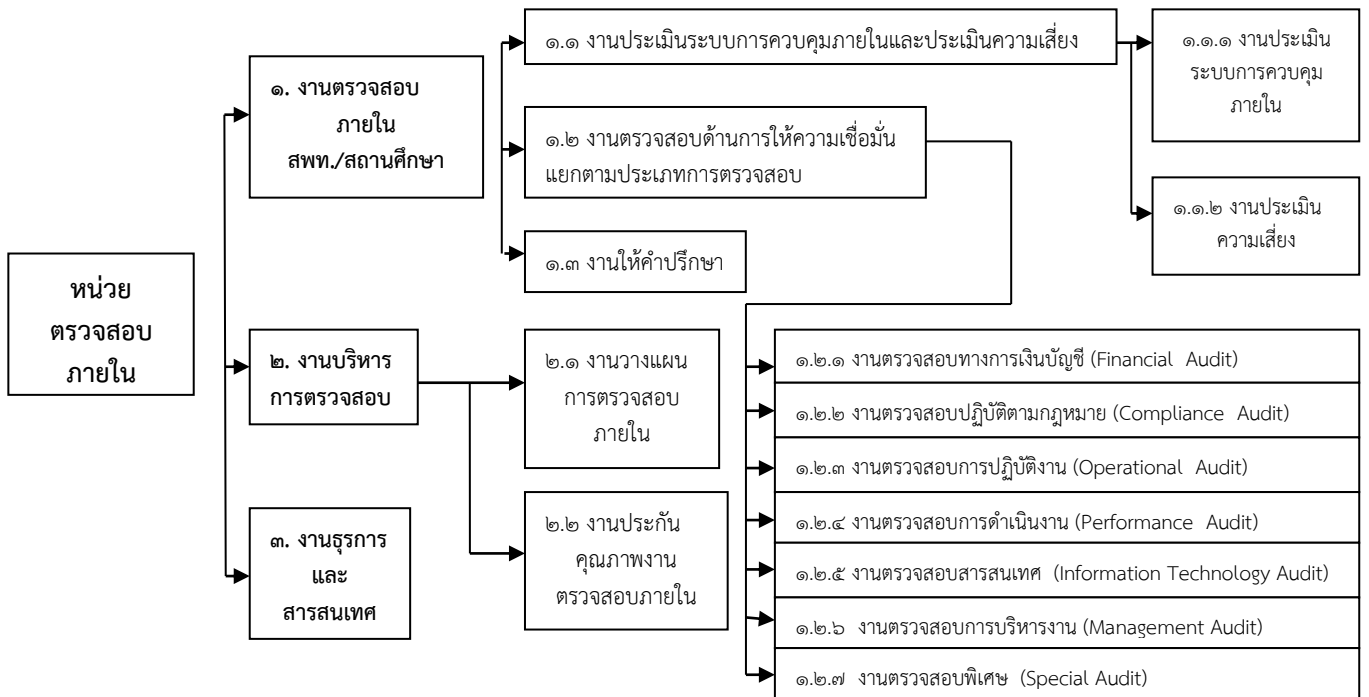 หน่วย
ตรวจสอบ
ภายใน
๑. งานตรวจสอบ
ภายใน
สพท./สถานศึกษา
๑.๑ งานประเมินระบบการควบคุมภายในและประเมินความเสี่ยง
๑.๑.๑ งานประเมิน
ระบบการควบคุม
ภายใน
๑.๑.๒ งานประเมิน
ความเสี่ยง
๑.๒ งานตรวจสอบด้านการให้ความเชื่อมั่น
แยกตามประเภทการตรวจสอบ
๑.๓ งานให้คำปรึกษา
๑.๒.๑ งานตรวจสอบทางการเงินบัญชี (Financial Audit)
๑.๒.๒ งานตรวจสอบปฏิบัติตามกฎหมาย (Compliance Audit)
๑.๒.๓ งานตรวจสอบการปฏิบัติงาน (Operational Audit)
๑.๒.๔ งานตรวจสอบการดำเนินงาน (Performance Audit)
๑.๒.๕ งานตรวจสอบสารสนเทศ (Information Technology Audit)
๑.๒.๖ งานตรวจสอบการบริหารงาน (Management Audit)
๑.๒.๗ งานตรวจสอบพิเศษ (Special Audit)
๒. งานบริหาร
การตรวจสอบ
๒.๑ งานวางแผน
การตรวจสอบ
ภายใน
๒.๒ งานประกัน
คุณภาพงาน
ตรวจสอบภายใน
๓. งานธุรการ
และ
สารสนเทศ